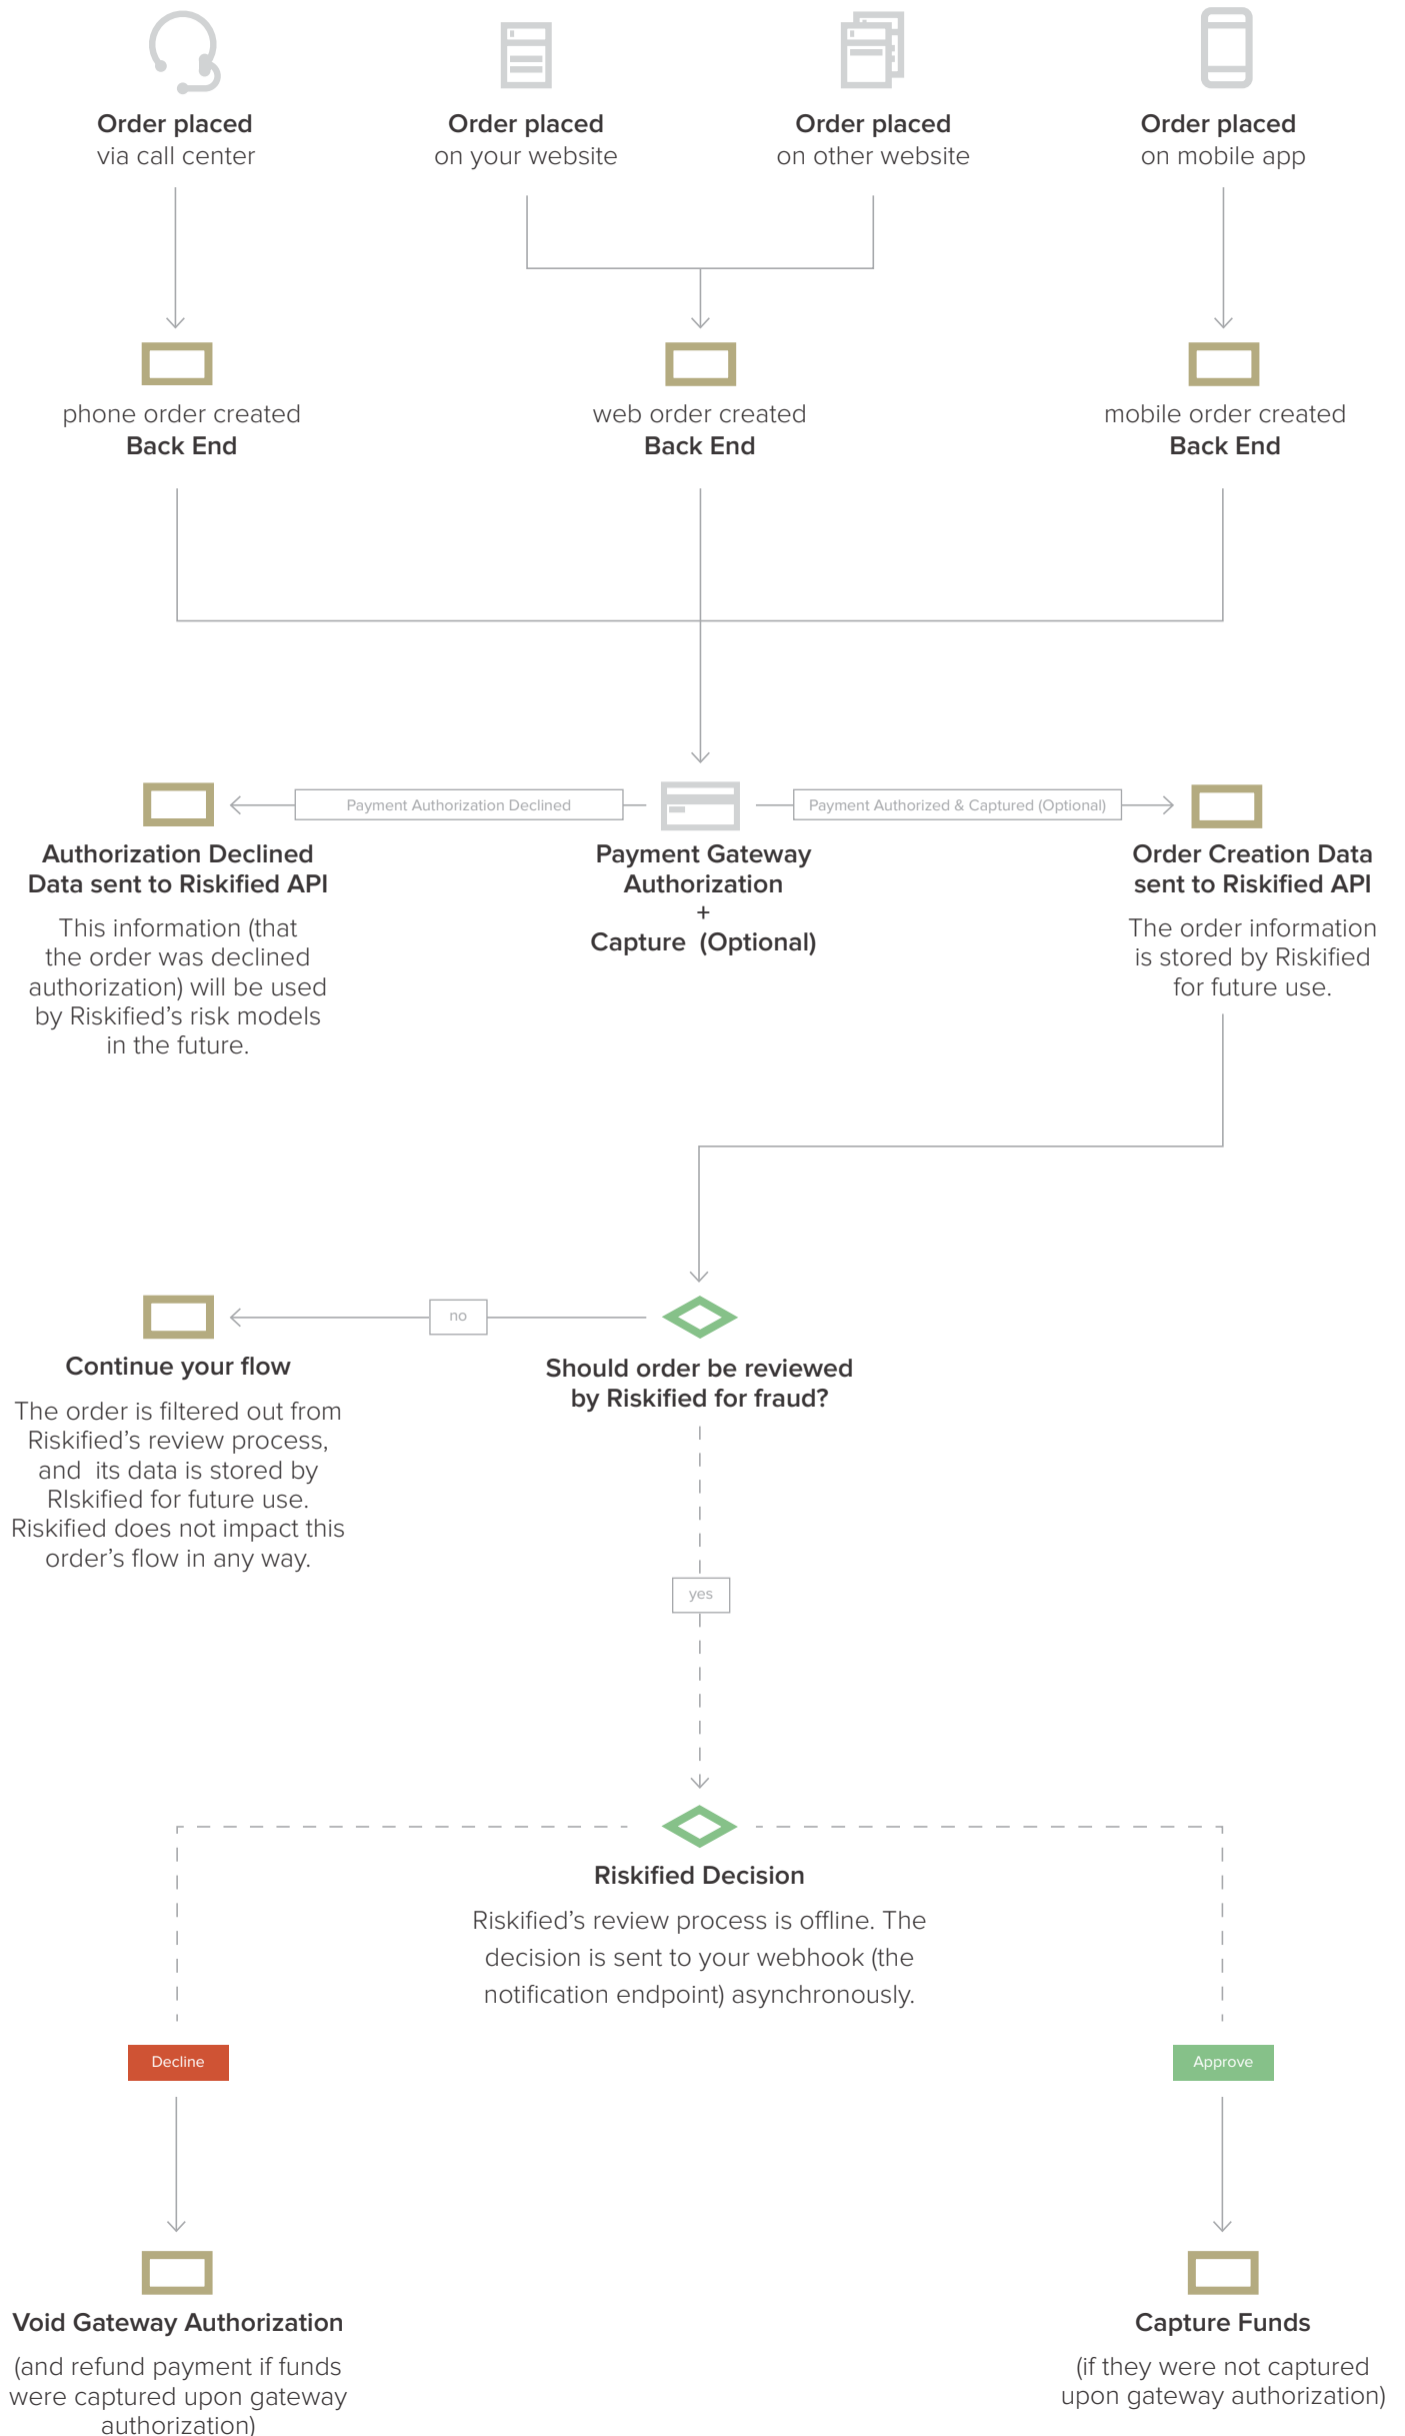 Order placed
via call center
Order placed
on your website
Order placed
on other website
Order placed
on mobile app
phone order created
Back End
web order created
Back End
mobile order created
Back End
Payment Authorization Declined
Payment Authorized & Captured (Optional)
Authorization Declined
Data sent to Riskified API
This information (that
the order was declined
authorization) will be used
by Riskified's risk models
in the future.
Payment Gateway
Authorization
+
Capture  (Optional)
Order Creation Data
sent to Riskified API
The order information
is stored by Riskified
for future use.
no
Continue your flow
The order is filtered out from
Riskified's review process,
and  its data is stored by
RIskified for future use.
Riskified does not impact this
order's flow in any way.
Should order be reviewed
by Riskified for fraud?
yes
Riskified Decision
Riskified's review process is offline. The
decision is sent to your webhook (the
notification endpoint) asynchronously.
Decline
Approve
Void Gateway Authorization
(and refund payment if funds
were captured upon gateway
authorization)
Capture Funds
(if they were not captured
upon gateway authorization)